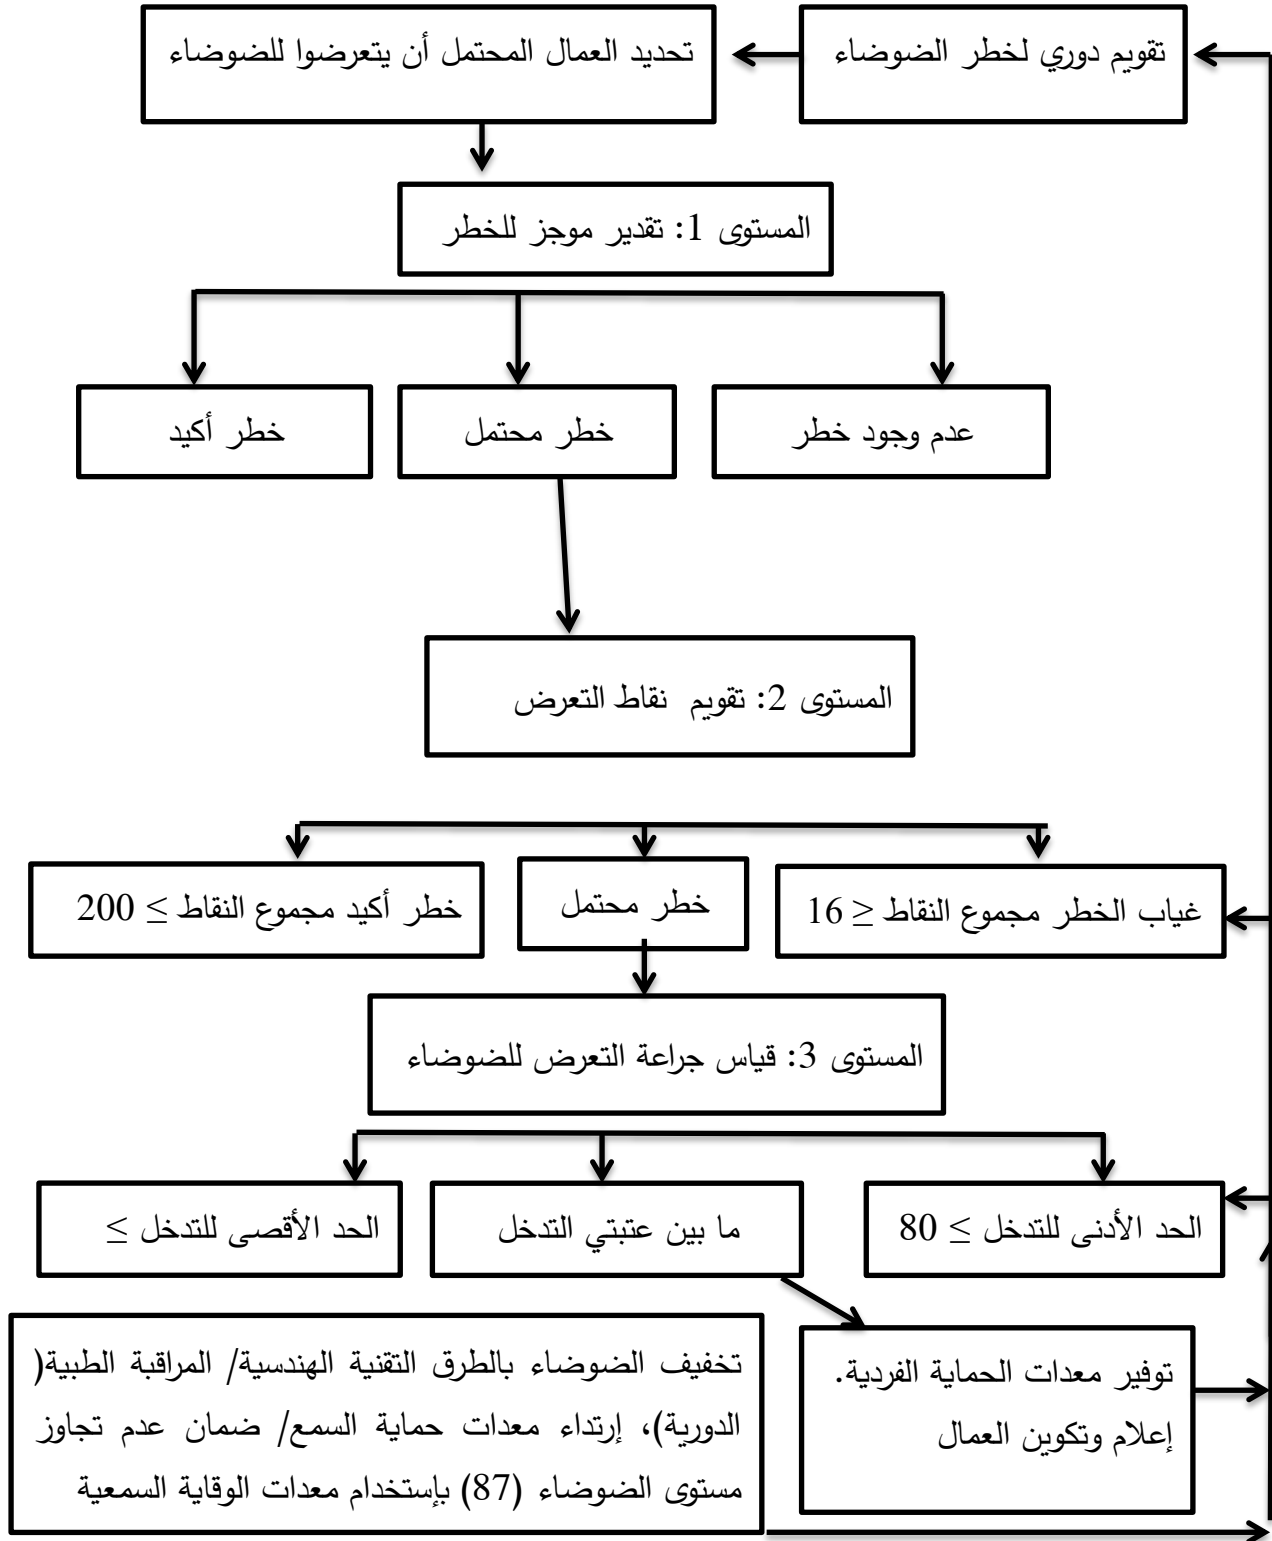 تقويم دوري لخطر الضوضاء
تحديد العمال المحتمل أن يتعرضوا للضوضاء
المستوى 1: تقدير موجز للخطر
عدم وجود خطر
خطر محتمل
خطر أكيد
المستوى 2: تقويم نقاط التعرض
غياب الخطر مجموع النقاط ≥ 16
خطر محتمل
خطر أكيد مجموع النقاط ≤ 200
المستوى 3: قياس جراعة التعرض للضوضاء
الحد الأدنى للتدخل ≤ 80
ما بين عتبتي التدخل
الحد الأقصى للتدخل ≤
توفير معدات الحماية الفردية.
إعلام وتكوين العمال
تخفيف الضوضاء بالطرق التقنية الهندسية/ المراقبة الطبية(
الدورية)، إرتداء معدات حماية السمع/ ضمان عدم تجاوز
مستوى الضوضاء (87) بإستخدام معدات الوقاية السمعية